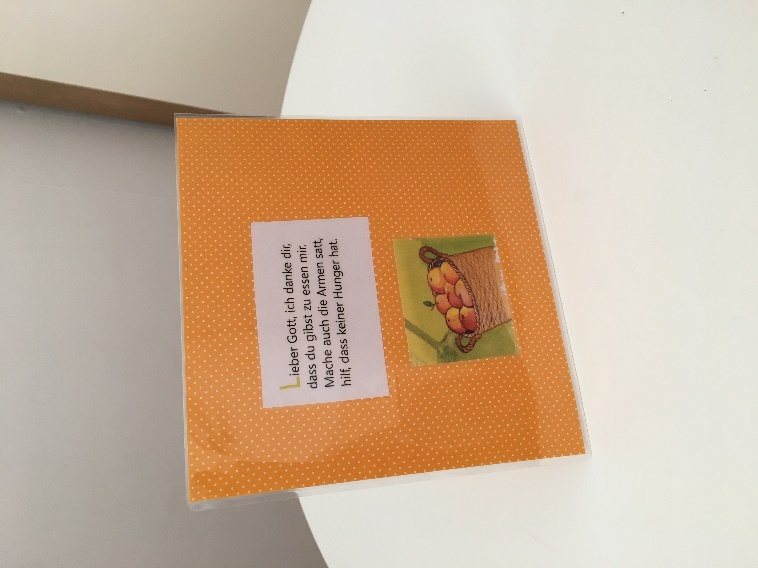 Lieber Gott, ich danke dir,
dass du gibst zu essen mir.
Mache auch die Armen satt,
hilf, dass keiner Hunger hat.